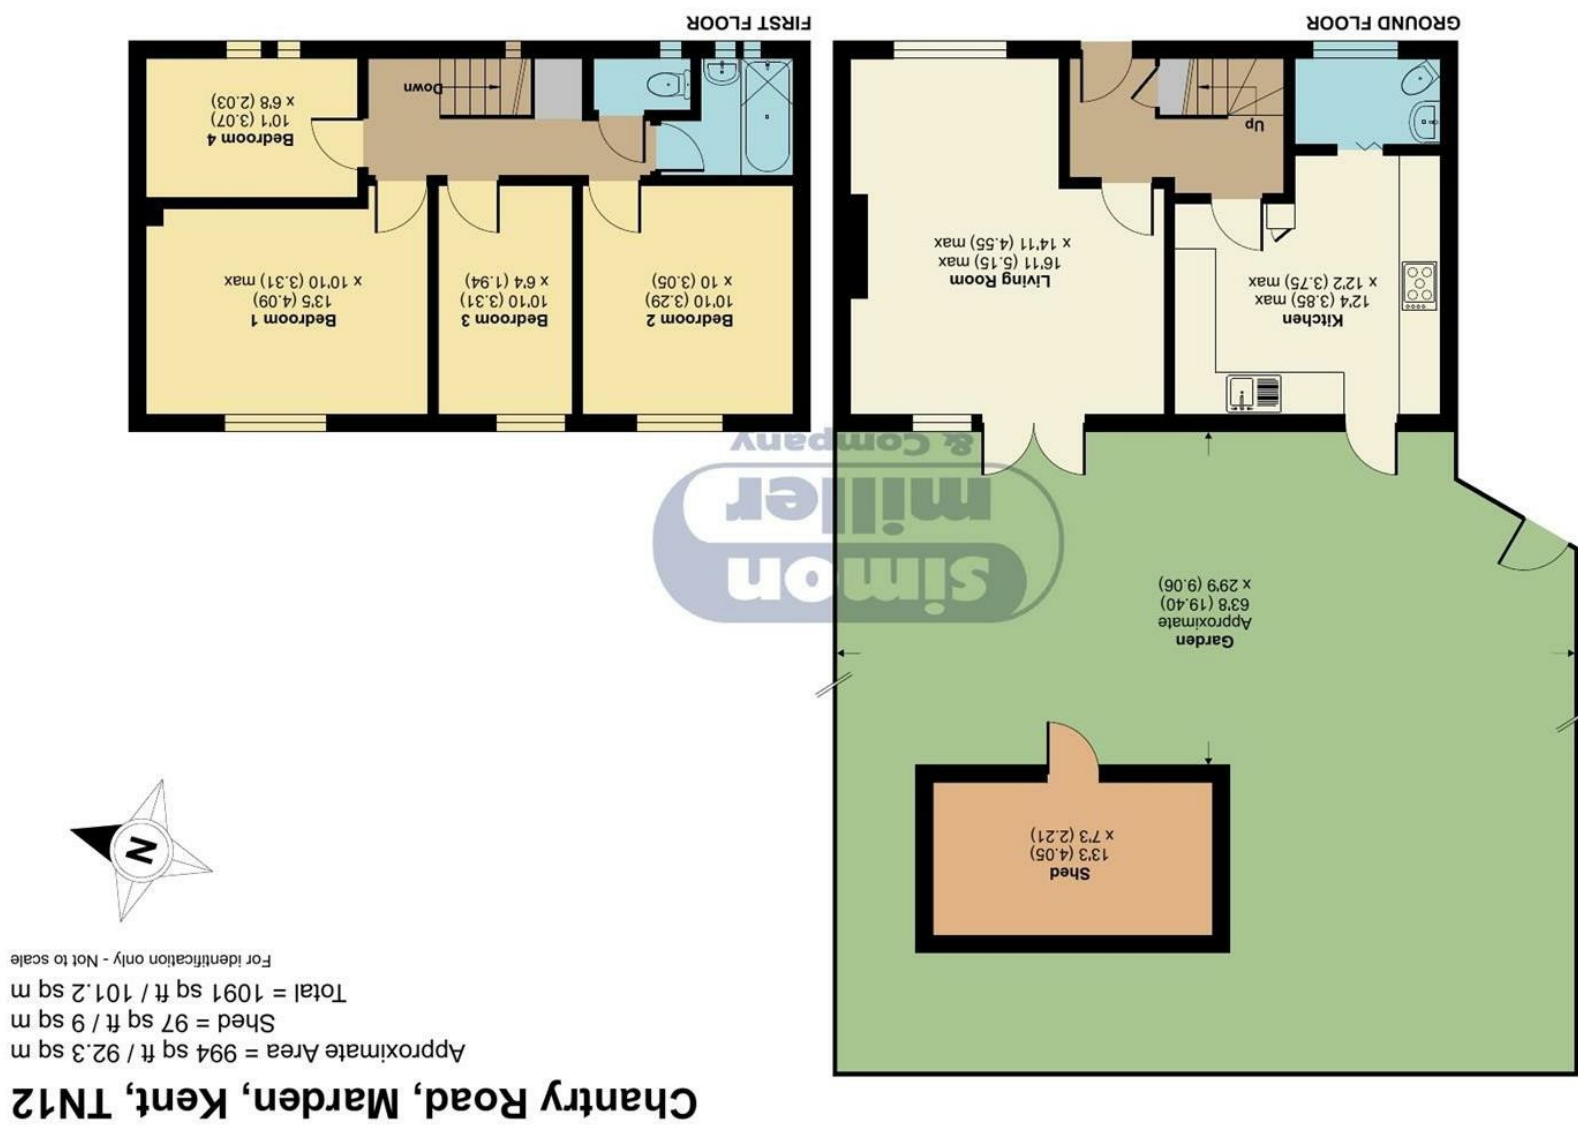 Chantry Road, Marden, Kent, TN12
Approximate Area = 994 sq ft / 92.3 sq m
Shed = 97 sq ft / 9 sq m
Total = 1091 sq ft / 101.2 sq m
For identification only - Not to scale
N
Shed
13'3 (4.05)
x 7'3 (2.21)
Garden
Approximate
63'8 (19.40)
x 29'9 (9.06)
simon
miller
& Company
Kitchen
12'4 (3.85) max
x 12'2 (3.75) max
Living Room
16'11 (5.15) max
x 14'11 (4.55) max
Up
GROUND FLOOR
Bedroom 2
10'10 (3.29)
x 10 (3.05)
Bedroom 3
10'10 (3.31)
x 6'4 (1.94)
Bedroom 1
13'5 (4.09)
x 10'10 (3.31) max
Bedroom 4
10'1 (3.07)
x 6'8 (2.03)
Down
FIRST FLOOR